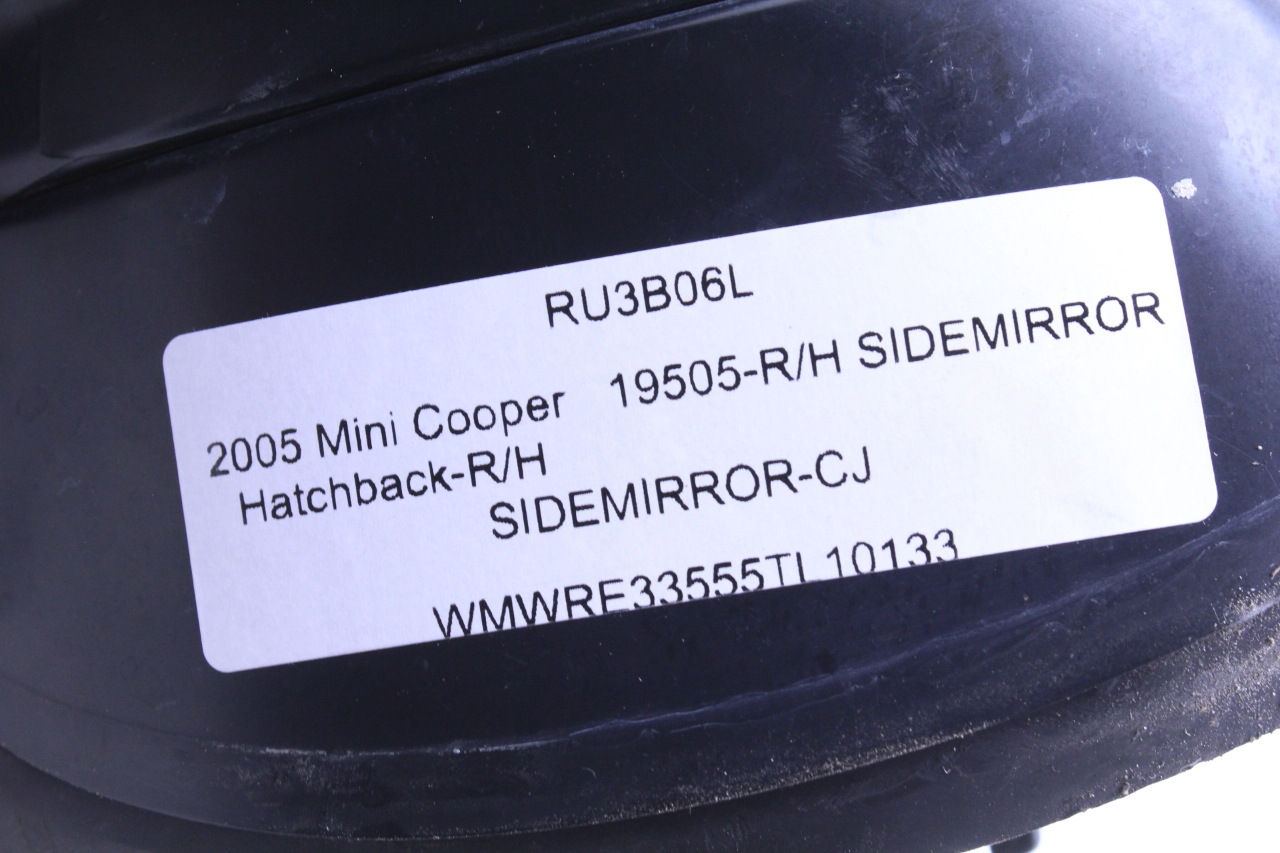 RU3B06L
2005 Mini Cooper 19505-R/H SIDEMIRROR
Hatchback-R/H
SIDEMIRROR-CJ
WMWRE33555TL10133